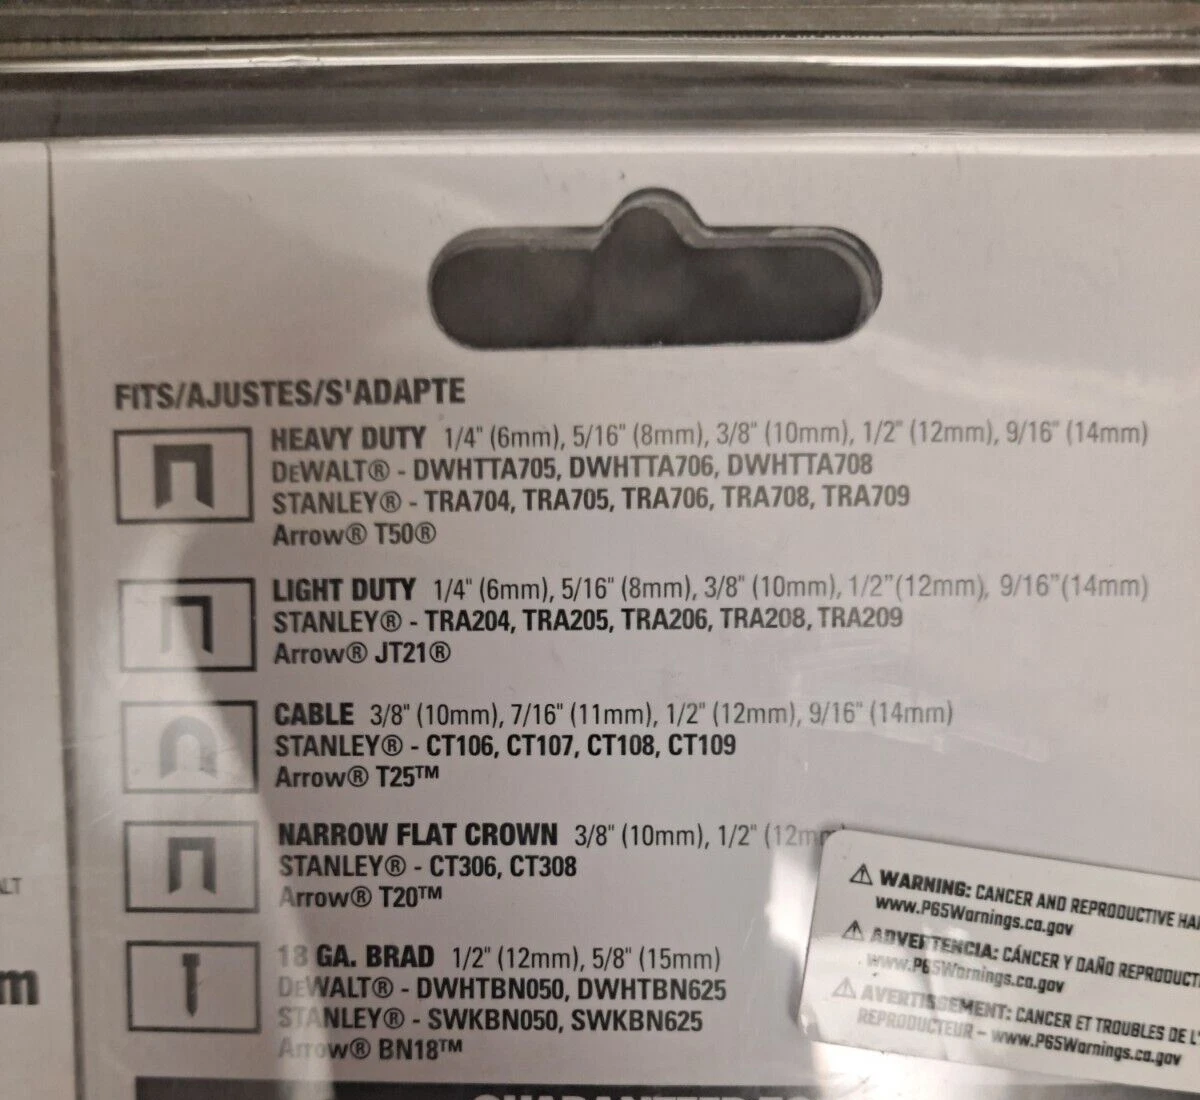 FITS/AJUSTES/S'ADAPTE
HEAVY DUTY 1/4" (6mm), 5/16" (8mm), 3/8" (10mm), 1/2" (12mm), 9/16" (14mm)
DEWALT® - DWHTTA705, DWHTTA706, DWHTTA708
STANLEY® - TRA704, TRA705, TRA706, TRA708, TRA709
Arrow® T50®
LIGHT DUTY 1/4" (6mm), 5/16" (8mm), 3/8" (10mm), 1/2"(12mm), 9/16"(14mm)
STANLEY® - TRA204, TRA205, TRA206, TRA208, TRA209
Arrow® JT21®
CABLE 3/8" (10mm), 7/16" (11mm), 1/2" (12mm), 9/16" (14mm)
STANLEY® - CT106, CT107, CT108, CT109
Arrow® T25™
NARROW FLAT CROWN 3/8" (10mm), 1/2" (12mm
STANLEY® - CT306, CT308
Arrow® T20™
18 GA. BRAD 1/2" (12mm), 5/8" (15mm)
DEWALT® - DWHTBN050, DWHTBN625
STANLEY® - SWKBN050, SWKBN625
Arrow® BN18™
⚠ WARNING: CANCER AND REPRODUCTIVE HA
www.P65Warnings.ca.gov
⚠ ADVERTENCIA: CÁNCER Y DAÑO REPRODUCTI
www.P65Warnings.ca.gov
⚠ AVERTISSEMENT: CANCER ET TROUBLES DE L'
REPRODUCTEUR – www.P65Warnings.ca.gov